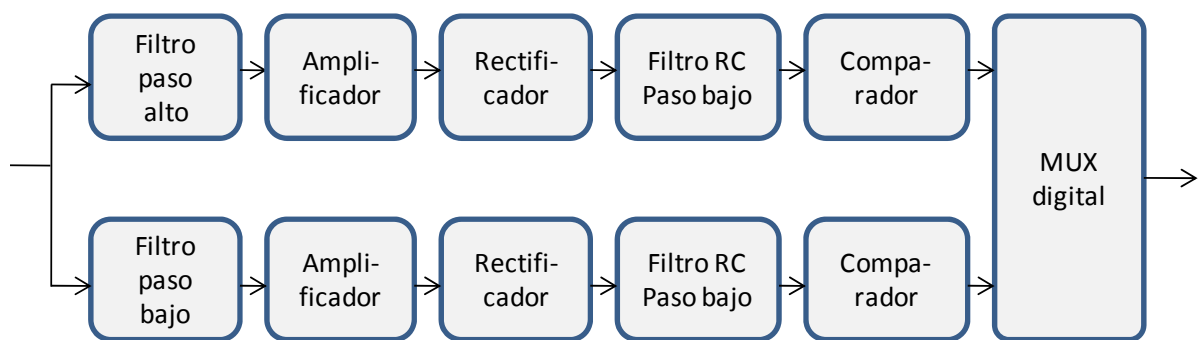 Filtro
paso
alto
Ampli-
ficador
Rectifi-
cador
Filtro RC
Paso bajo
Compa-
rador
MUX
digital
Filtro
paso
bajo
Ampli-
ficador
Rectifi-
cador
Filtro RC
Paso bajo
Compa-
rador